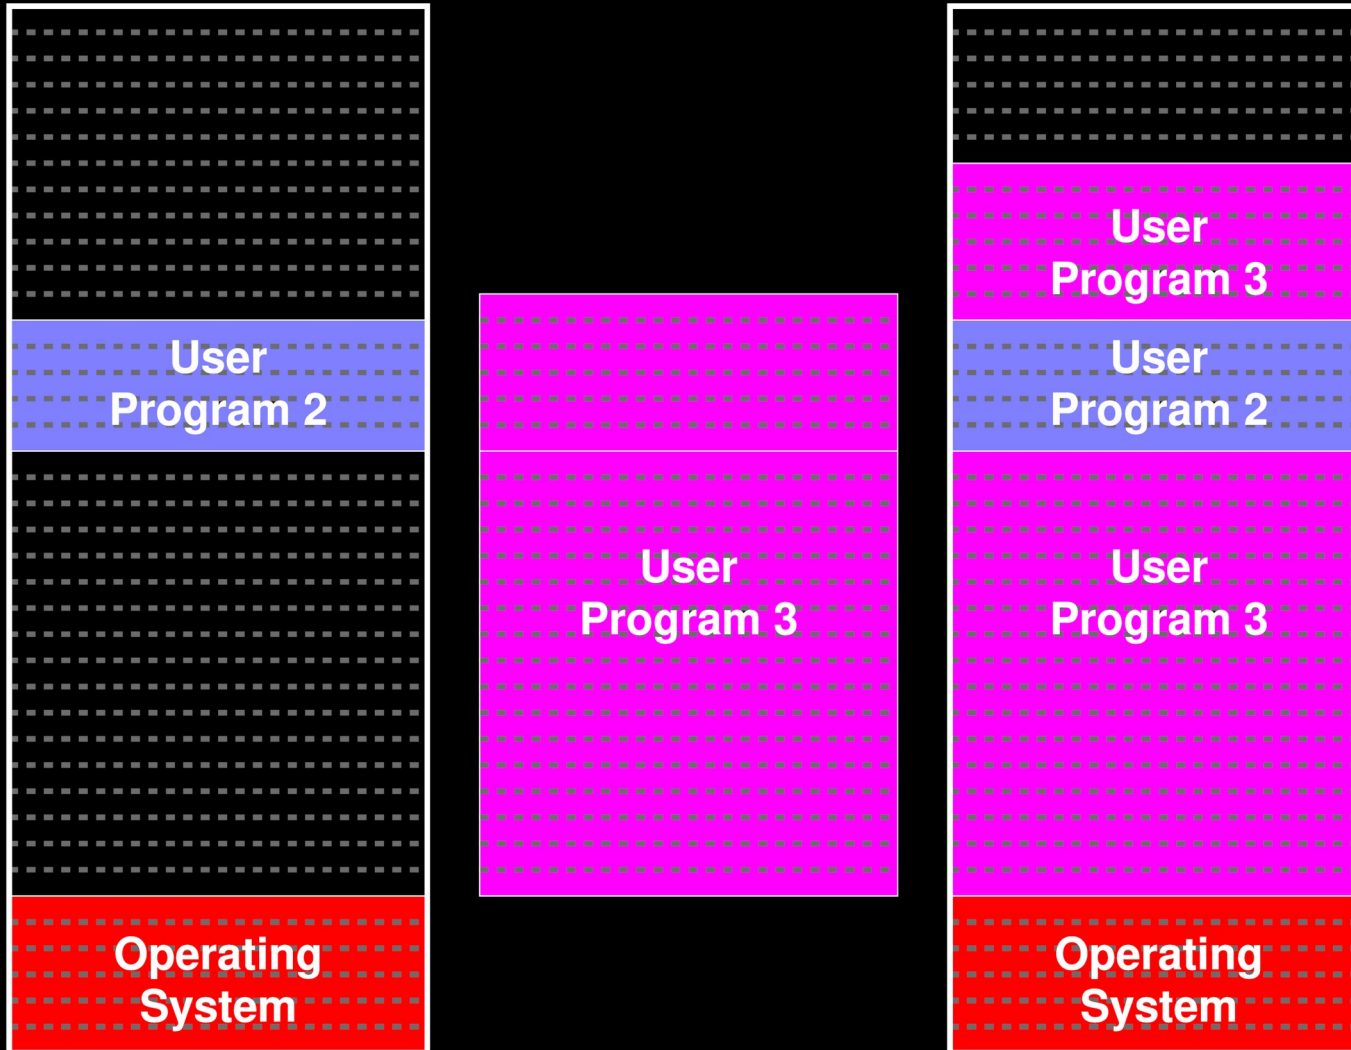 User
Program 2
Operating
System
User
Program 3
User
Program 3
User
Program 2
User
Program 3
Operating
System